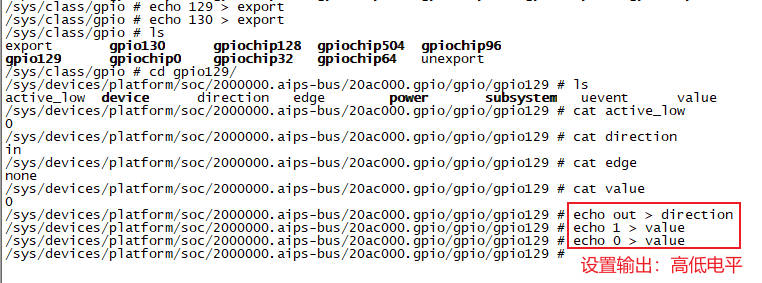 /sys/class/gpio # echo 129 > export
/sys/class/gpio # echo 130 > export
/sys/class/gpio # ls
export gpio130 gpiochip128 gpiochip504 gpiochip96
gpio129 gpiochip0 gpiochip32 gpiochip64 unexport
/sys/class/gpio # cd gpio129/
/sys/devices/platform/soc/2000000.aips-bus/20ac000.gpio/gpio/gpio129 # ls
active_low device direction edge power subsystem uevent value
/sys/devices/platform/soc/2000000.aips-bus/20ac000.gpio/gpio/gpio129 # cat active_low
0
/sys/devices/platform/soc/2000000.aips-bus/20ac000.gpio/gpio/gpio129 # cat direction
in
/sys/devices/platform/soc/2000000.aips-bus/20ac000.gpio/gpio/gpio129 # cat edge
none
/sys/devices/platform/soc/2000000.aips-bus/20ac000.gpio/gpio/gpio129 # cat value
0
/sys/devices/platform/soc/2000000.aips-bus/20ac000.gpio/gpio/gpio129 # echo out > direction
/sys/devices/platform/soc/2000000.aips-bus/20ac000.gpio/gpio/gpio129 # echo 1 > value
/sys/devices/platform/soc/2000000.aips-bus/20ac000.gpio/gpio/gpio129 # echo 0 > value
/sys/devices/platform/soc/2000000.aips-bus/20ac000.gpio/gpio/gpio129 #
设置输出：高低电平